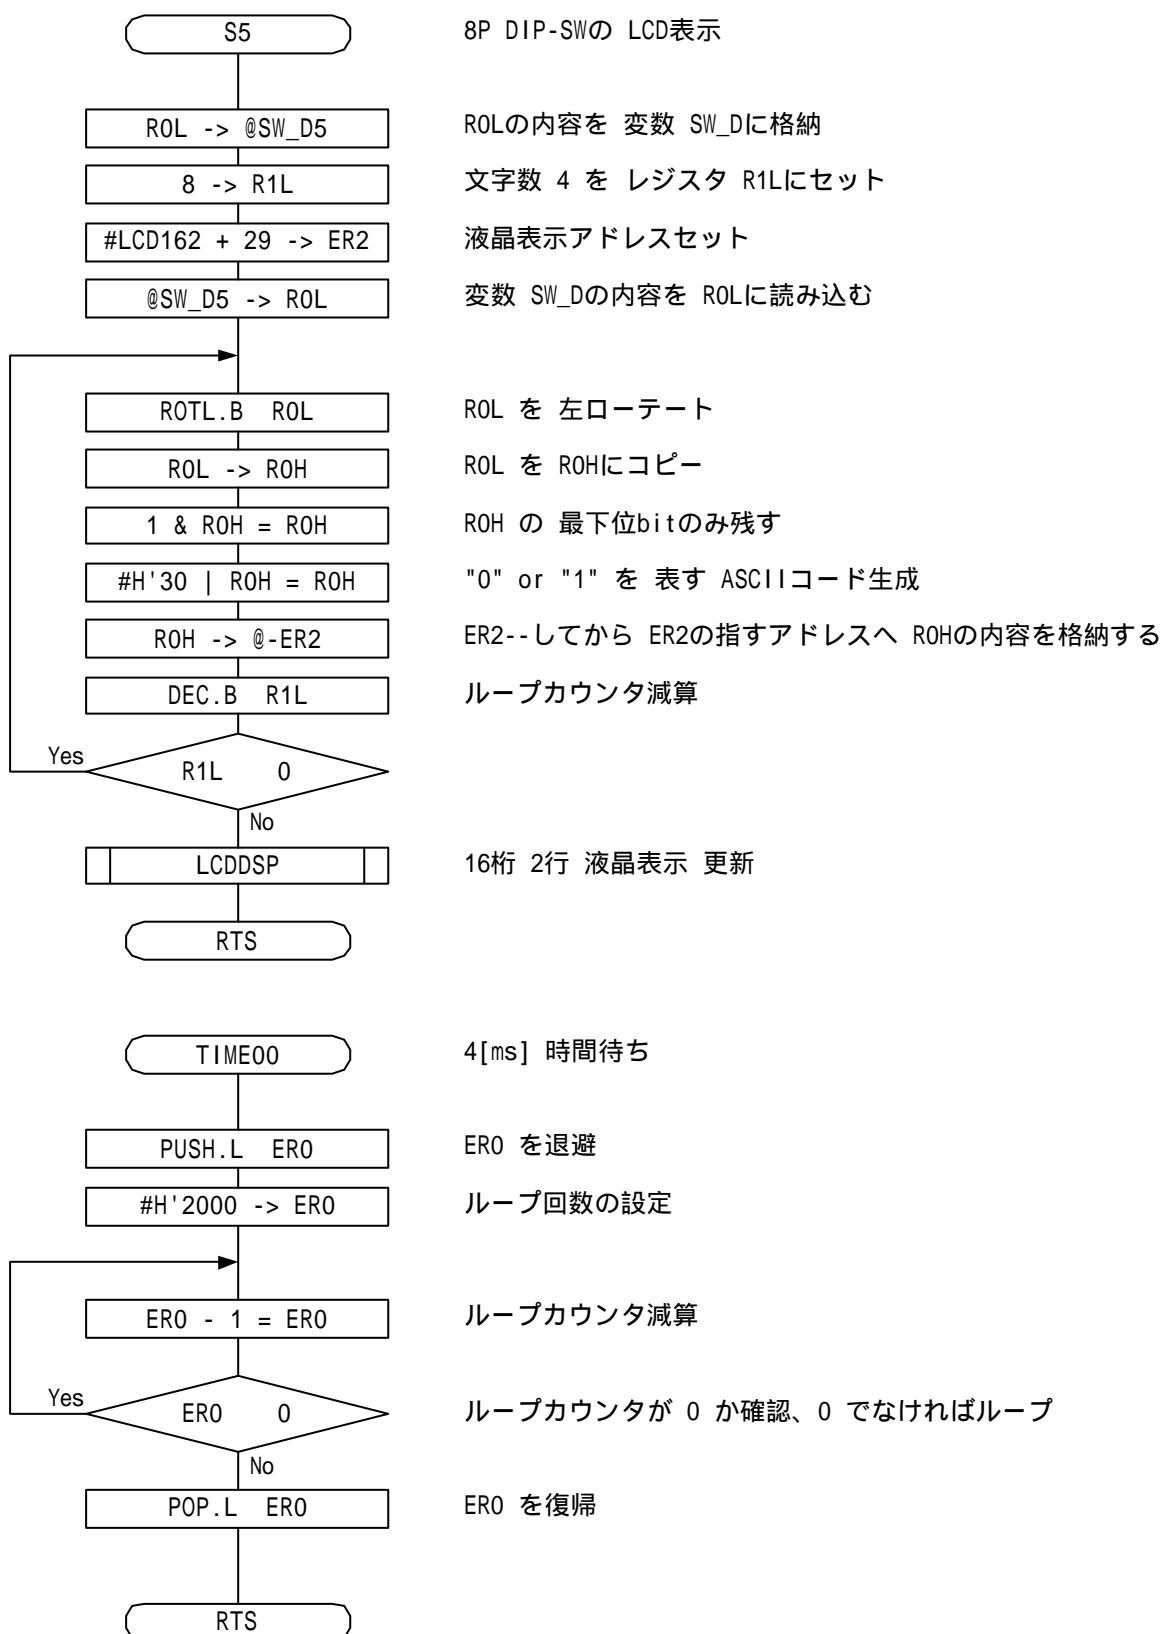 S5 8P DIP-SWの LCD表示
R0L -> @SW_D5 R0Lの内容を 変数 SW_Dに格納
8 -> R1L 文字数 4 を レジスタ R1Lにセット
#LCD162 + 29 -> ER2 液晶表示アドレスセット
@SW_D5 -> R0L 変数 SW_Dの内容を R0Lに読み込む
ROTL.B R0L R0L を 左ローテート
R0L -> R0H R0L を R0Hにコピー
1 & R0H = R0H R0H の 最下位bitのみ残す
#H'30 | R0H = R0H "0" or "1" を 表す ASCIIコード生成
R0H -> @-ER2 ER2--してから ER2の指すアドレスへ R0Hの内容を格納する
DEC.B R1L ループカウンタ減算
Yes
R1L 0
No
LCDDSP 16桁 2行 液晶表示 更新
RTS
TIME00 4[ms] 時間待ち
PUSH.L ER0 ER0 を退避
#H'2000 -> ER0 ループ回数の設定
ER0 - 1 = ER0 ループカウンタ減算
Yes
ER0 0 ループカウンタが 0 か確認、0 でなければループ
No
POP.L ER0 ER0 を復帰
RTS